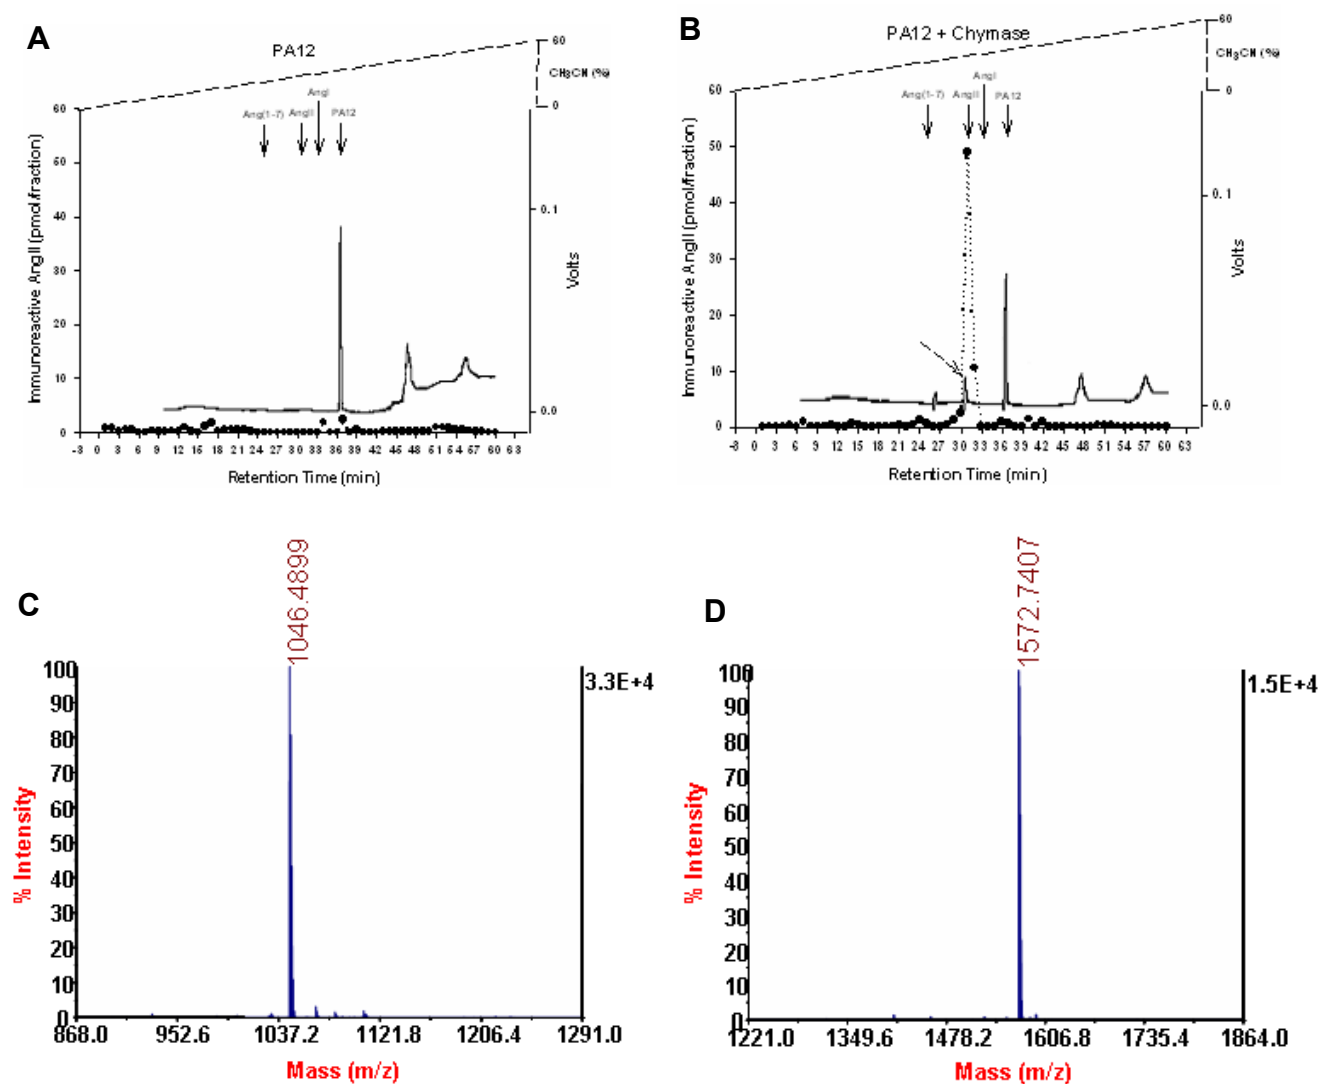 A
PA12
60
CH3CN (%)
0
AngI
Ang(1-7) AngII PA12
60
60
40
30
20
10
0
0.1
0.0
Immunoreactive AngII (pmol/fraction)
Volts
-3 0 3 6 9 12 15 18 21 24 27 30 33 36 39 42 46 48 51 54 57 60 63
Retention Time (min)
B
PA12 + Chymase
60
CH3CN (%)
0
AngI
Ang(1-7) AngII PA12
60
50
40
30
20
10
0
0.1
0.0
Immunoreactive AngII (pmol/fraction)
Volts
-3 0 3 6 9 12 15 18 21 24 27 30 33 36 39 42 45 48 51 54 57 60 63
Retention Time (min)
C
1046.4899
3.3E+4
100
90
80
70
60
50
40
30
20
10
0
% Intensity
868.0 952.6 1037.2 1121.8 1206.4 1291.0
Mass (m/z)
D
1572.7407
1.5E+4
100
90
80
70
60
50
40
30
20
10
0
% Intensity
1221.0 1349.6 1478.2 1606.8 1735.4 1864.0
Mass (m/z)